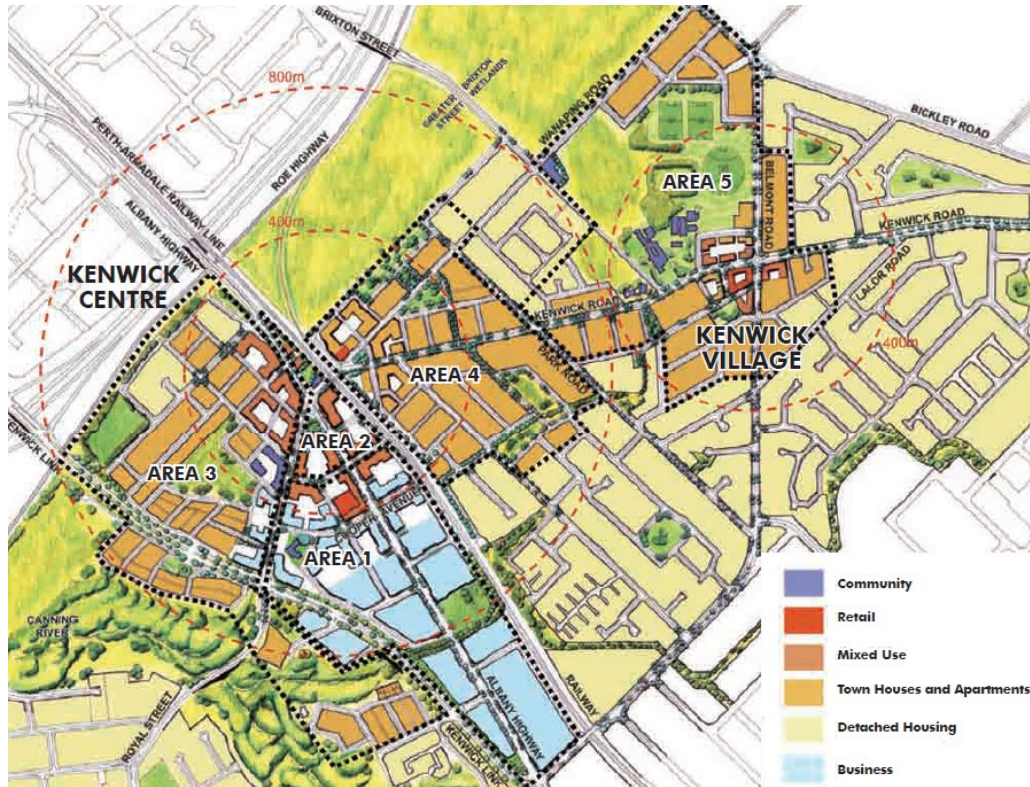 BRIXTON STREET
800m
GREATER BRIXTON
STREET WETLANDS
WANAPING ROAD
BICKLEY ROAD
PERTH-ARMADALE RAILWAY LINE
ROE HIGHWAY
ALBANY HIGHWAY
AREA 5
BELMONT ROAD
400m
KENWICK ROAD
KENWICK
CENTRE
LALOR ROAD
KENWICK ROAD
KENWICK
VILLAGE
400m
PARK ROAD
AREA 4
KENWICK LINK
AREA 2
AREA 3
AVENUE
AREA 1
CANNING
RIVER
ROYAL STREET
ALBANY HIGHWAY
RAILWAY
KENWICK LINK
Community
Retail
Mixed Use
Town Houses and Apartments
Detached Housing
Business